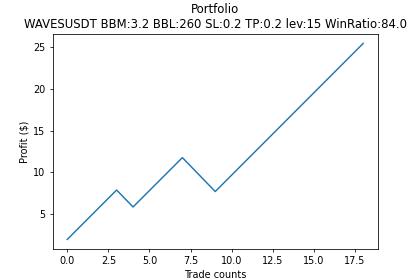 Portfolio
WAVESUSDT BBM:3.2 BBL:260 SL:0.2 TP:0.2 lev:15 WinRatio:84.0
25
20
15
10
5
Profit ($)
0.0 2.5 5.0 7.5 10.0 12.5 15.0 17.5
Trade counts